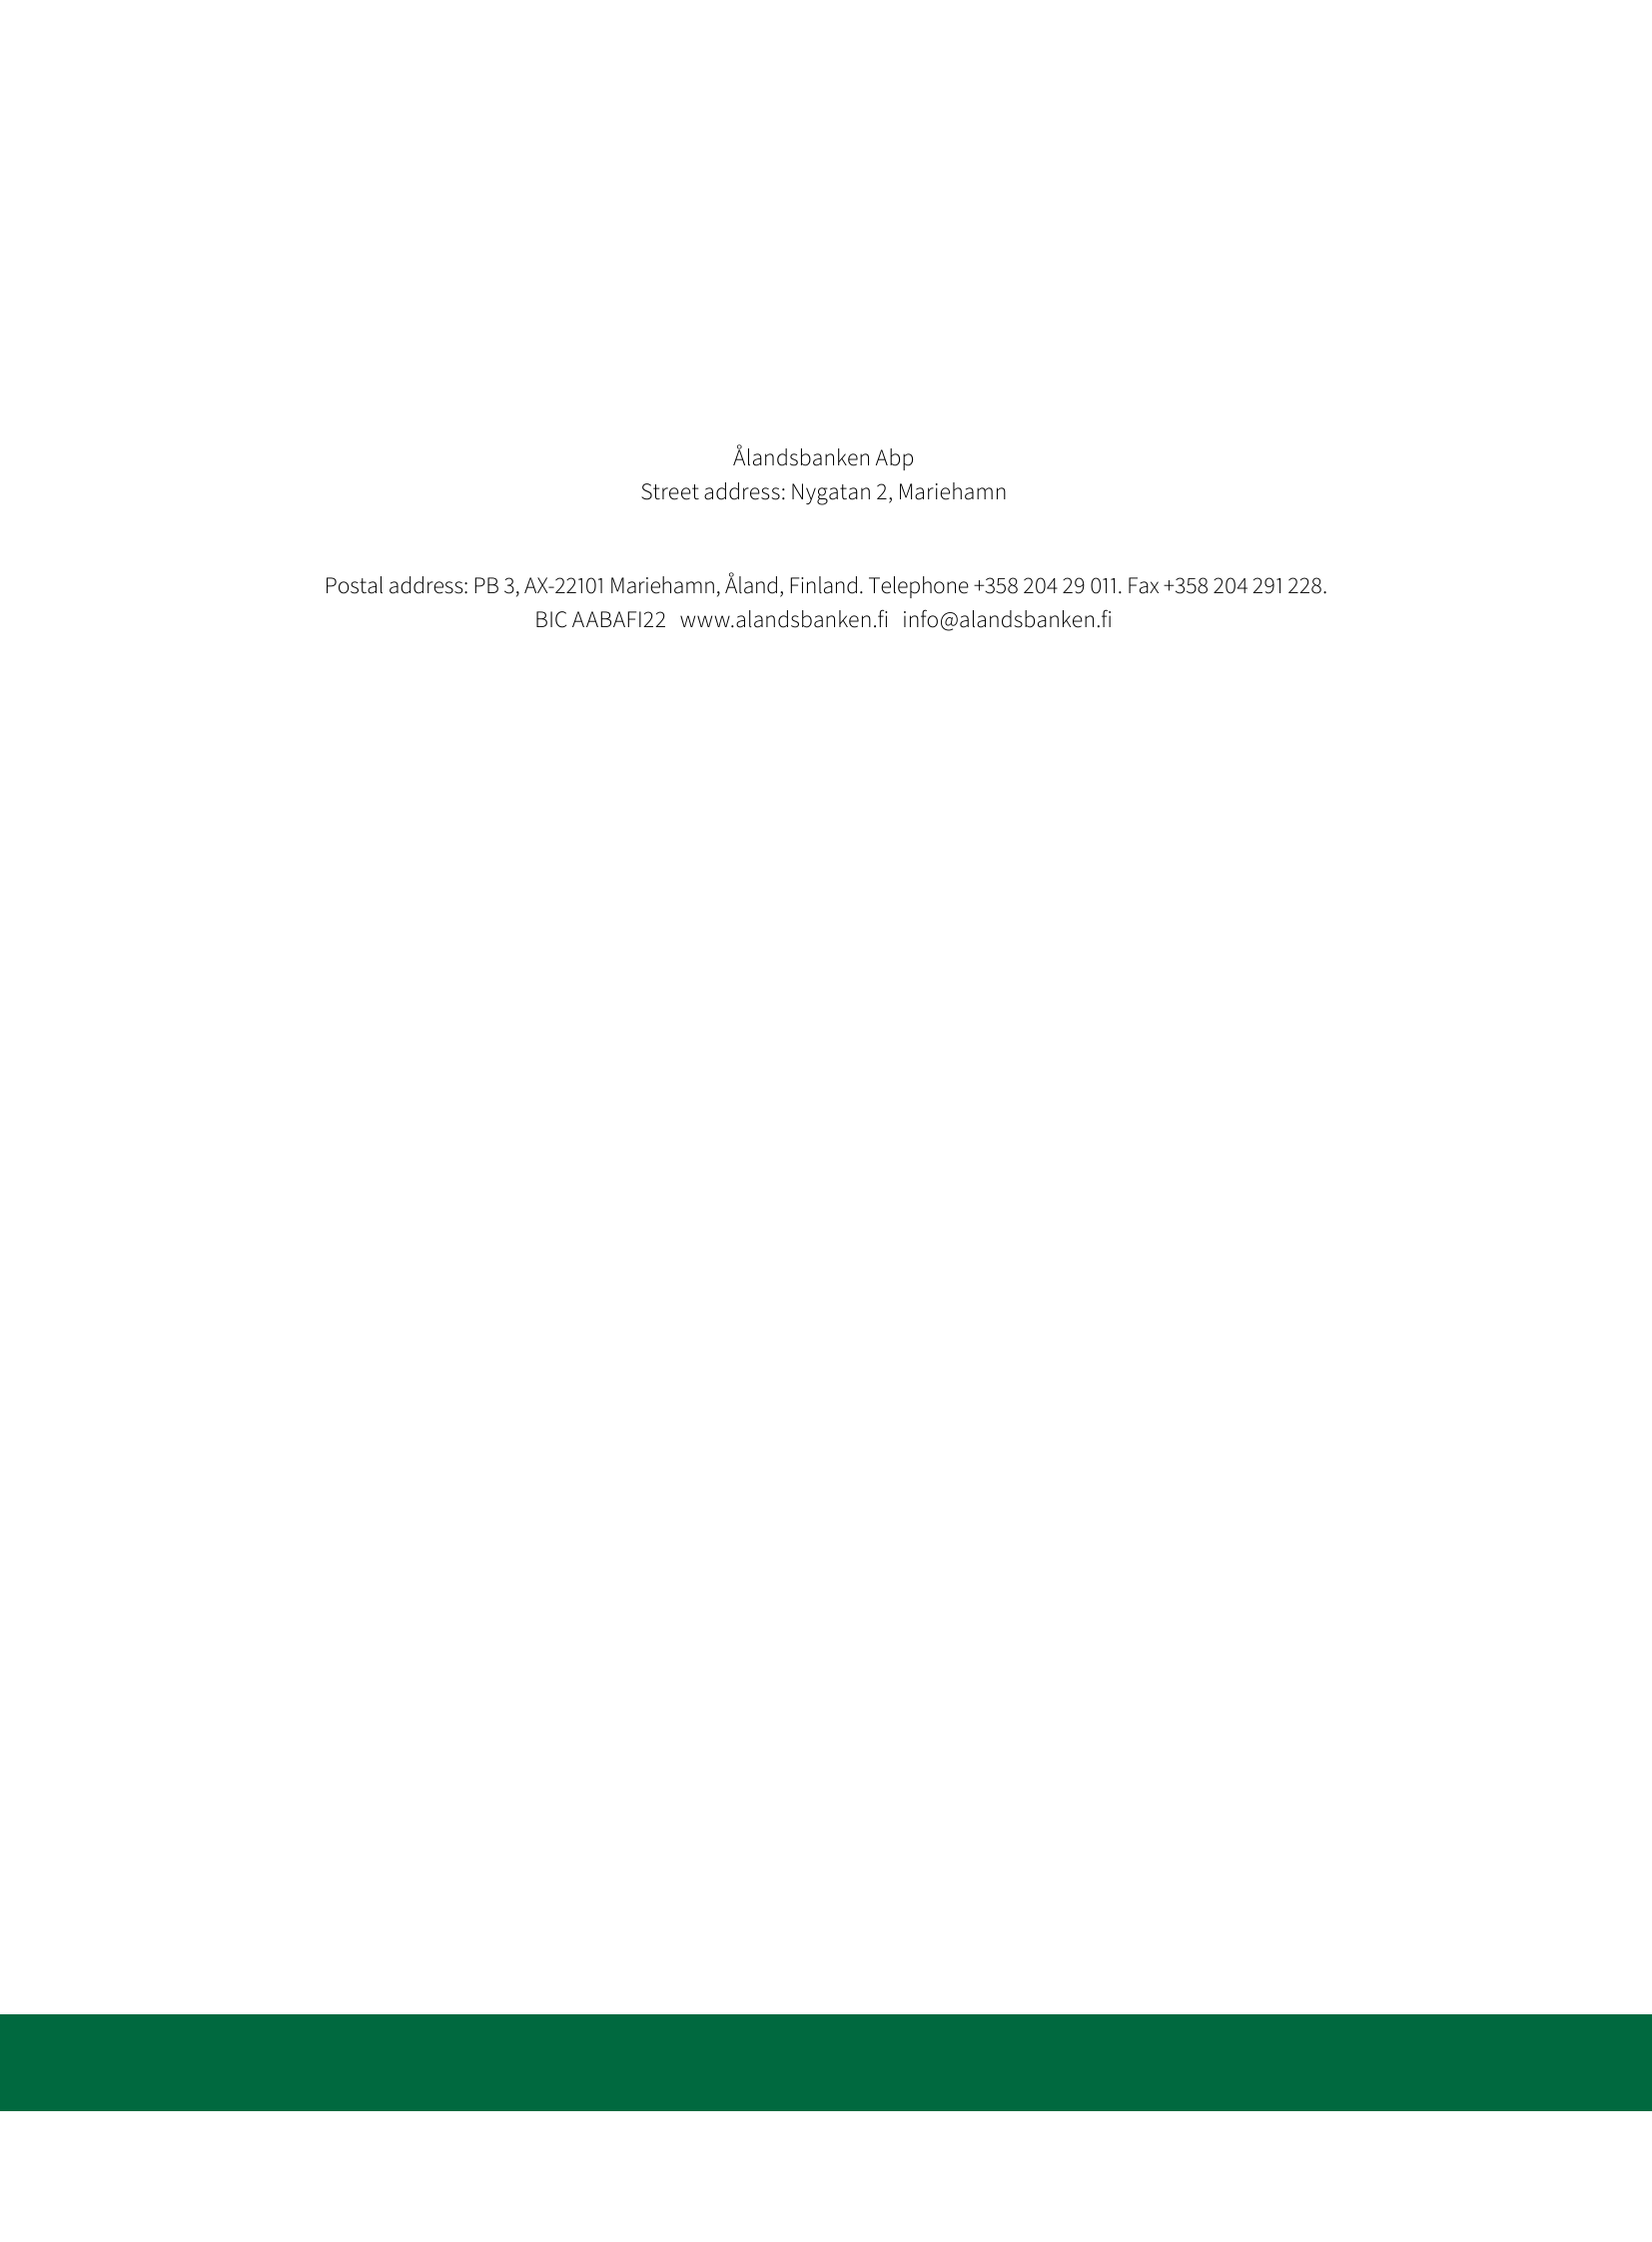 Ålandsbanken Abp
Street address: Nygatan 2, Mariehamn
Postal address: PB 3, AX-22101 Mariehamn, Åland, Finland. Telephone +358 204 29 011. Fax +358 204 291 228.
BIC AABAFI22 www.alandsbanken.fi info@alandsbanken.fi